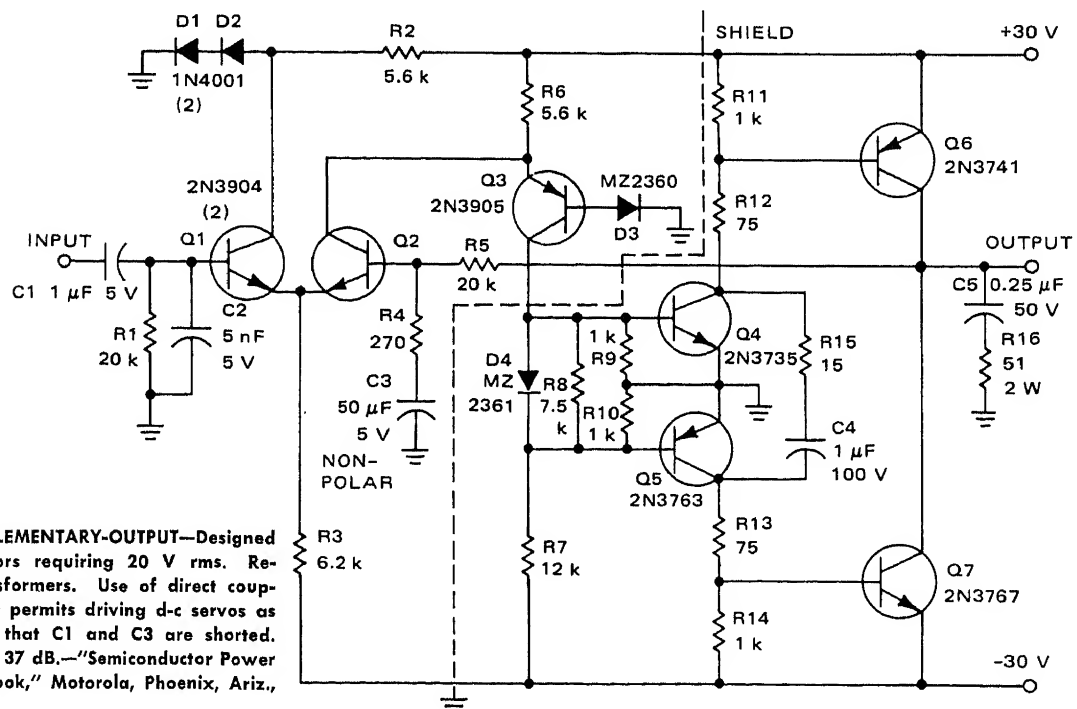 D1 D2
1N4001
(2)
R2
5.6 k
SHIELD
+30 V
R6
5.6 k
R11
1 k
Q6
2N3741
2N3904
(2)
Q3
2N3905
MZ2360
D3
R12
75
INPUT
Q1
Q2
R5
20 k
OUTPUT
C1 1 μF 5 V
R1
20 k
C2
5 nF
5 V
R4
270
C3
50 μF
5 V
NON-
POLAR
D4
MZ
2361
R8
7.5
k
1 k
R9
R10
1 k
Q4
2N3735
R15
15
C5 0.25 μF
50 V
R16
51
2 W
C4
1 μF
100 V
Q5
2N3763
R3
6.2 k
R7
12 k
R13
75
R14
1 k
Q7
2N3767
-30 V
LEMENTARY-OUTPUT—Designed
ors requiring 20 V rms. Re-
sformers. Use of direct coup-
permits driving d-c servos as
that C1 and C3 are shorted.
37 dB.—"Semiconductor Power
ook," Motorola, Phoenix, Ariz.,